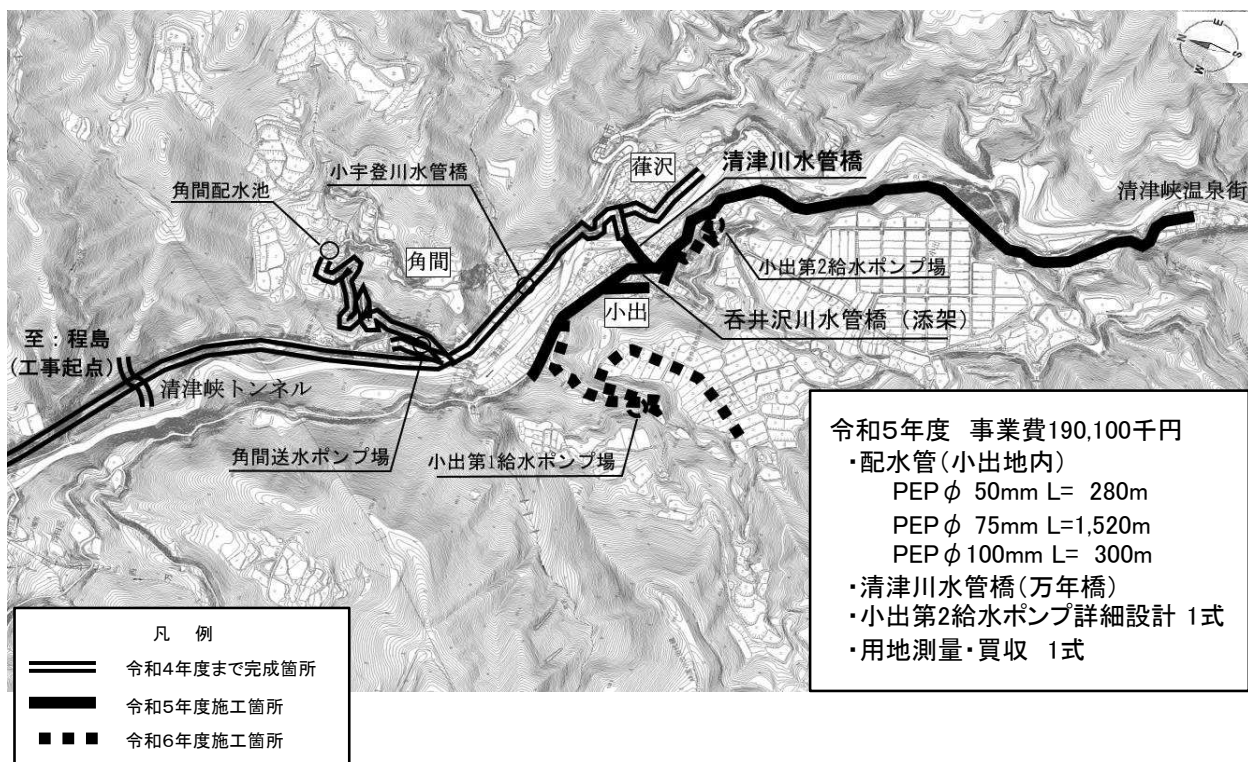 N
E
S
W
清津川水管橋
葎沢
小宇登川水管橋
角間配水池
清津峡温泉街
角間
小出第2給水ポンプ場
小出
呑井沢川水管橋（添架）
至：程島
(工事起点)
清津峡トンネル
角間送水ポンプ場
小出第1給水ポンプ場
令和5年度　事業費190,100千円
・配水管(小出地内)
PEPφ 50mm L= 280m
PEPφ 75mm L=1,520m
PEPφ100mm L= 300m
・清津川水管橋(万年橋)
・小出第2給水ポンプ詳細設計 1式
・用地測量・買収 1式
凡　例
令和4年度まで完成箇所
令和5年度施工箇所
令和6年度施工箇所